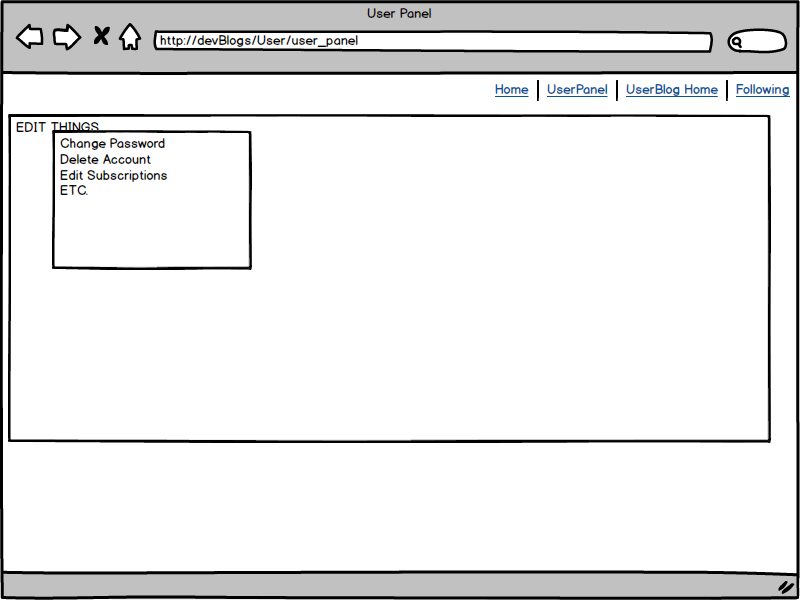 User Panel
http://devBlogs/User/user_panel
Home UserPanel UserBlog Home Following
EDIT THINGS
Change Password
Delete Account
Edit Subscriptions
ETC.